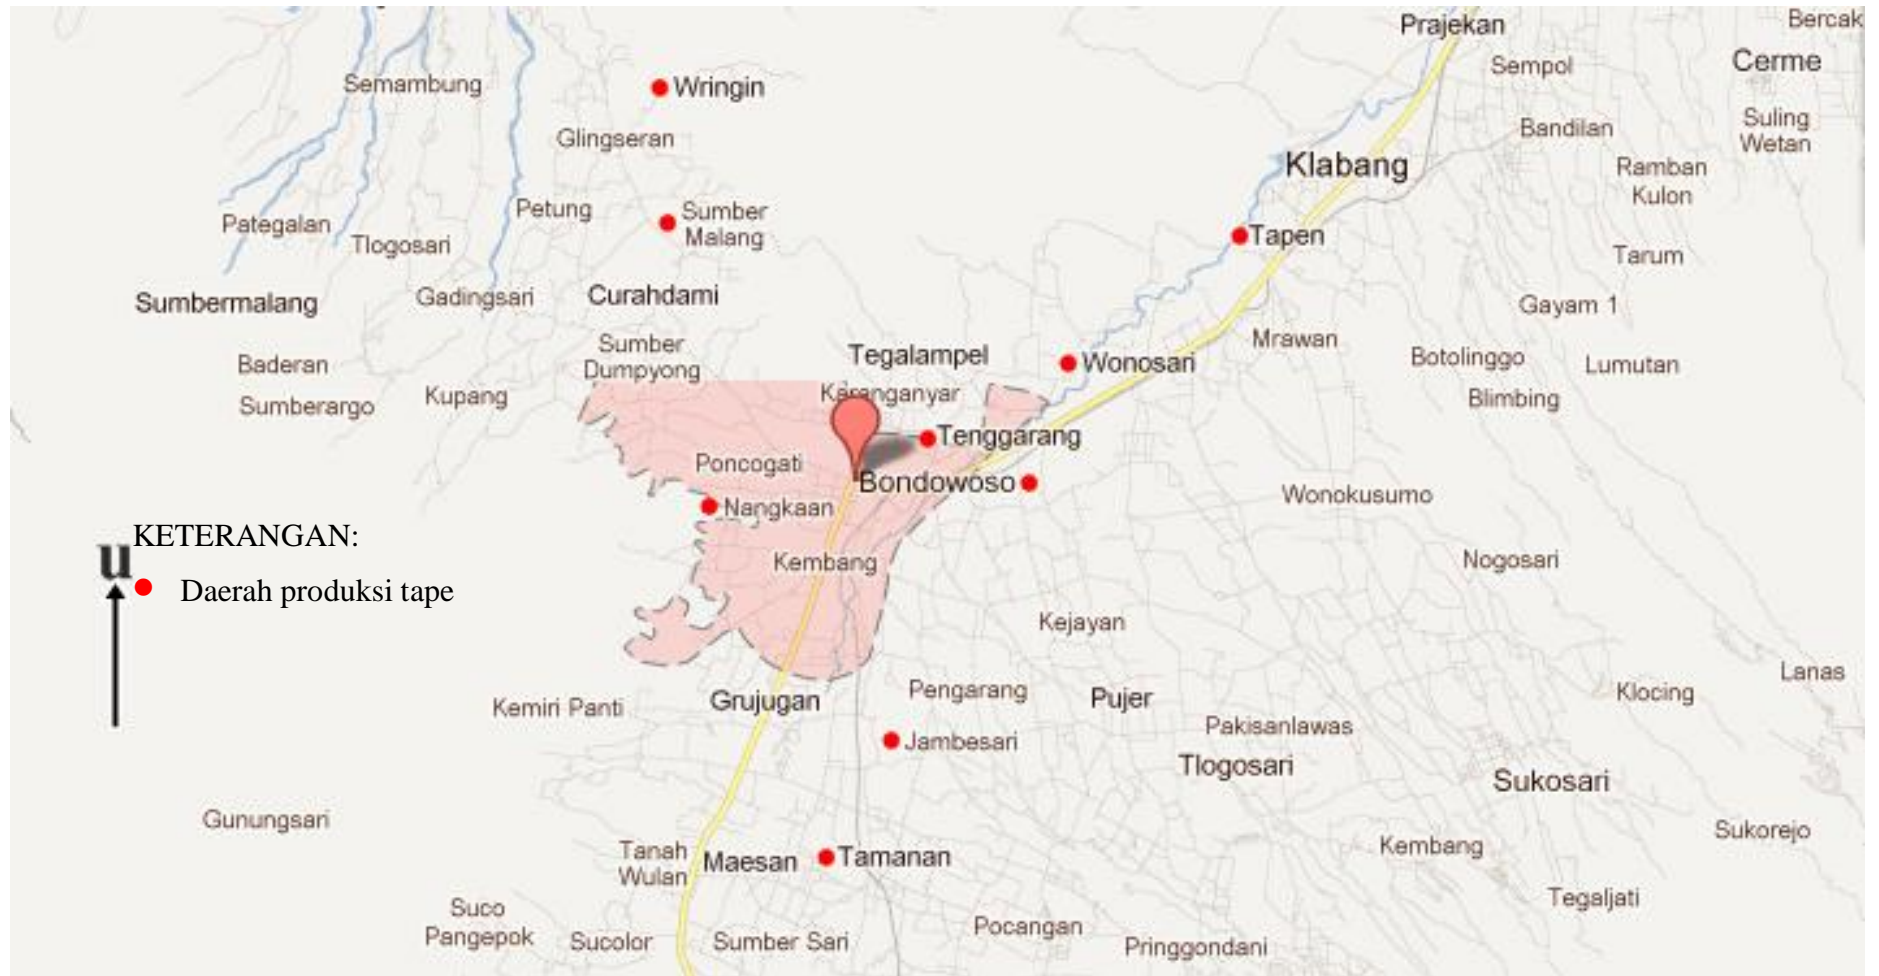 Prajekan
Bercak
Sempol
Cerme
Semambung
Wringin
Glingseran
Bandilan
Suling
Wetan
Klabang
Ramban
Kulon
Pategalan
Petung
Sumber
Malang
Tlogosari
Tapen
Tarum
Sumbermalang
Gadingsari
Curahdami
Gayam 1
Sumber
Dumpyong
Tegalampel
Wonosari
Mrawan
Botolinggo
Lumutan
Baderan
Kupang
Karanganyar
Blimbing
Sumberargo
Tenggarang
Poncogati
Bondowoso
Wonokusumo
Nangkaan
KETERANGAN:
u
Daerah produksi tape
Kembang
Nogosari
Kejayan
Kemiri Panti
Grujugan
Pengarang
Pujer
Klocing
Lanas
Pakisanlawas
Jambesari
Tlogosari
Sukosari
Gunungsari
Sukorejo
Tanah
Wulan
Maesan
Tamanan
Kembang
Tegaljati
Suco
Pangepok
Sucolor
Sumber Sari
Pocangan
Pringgondani